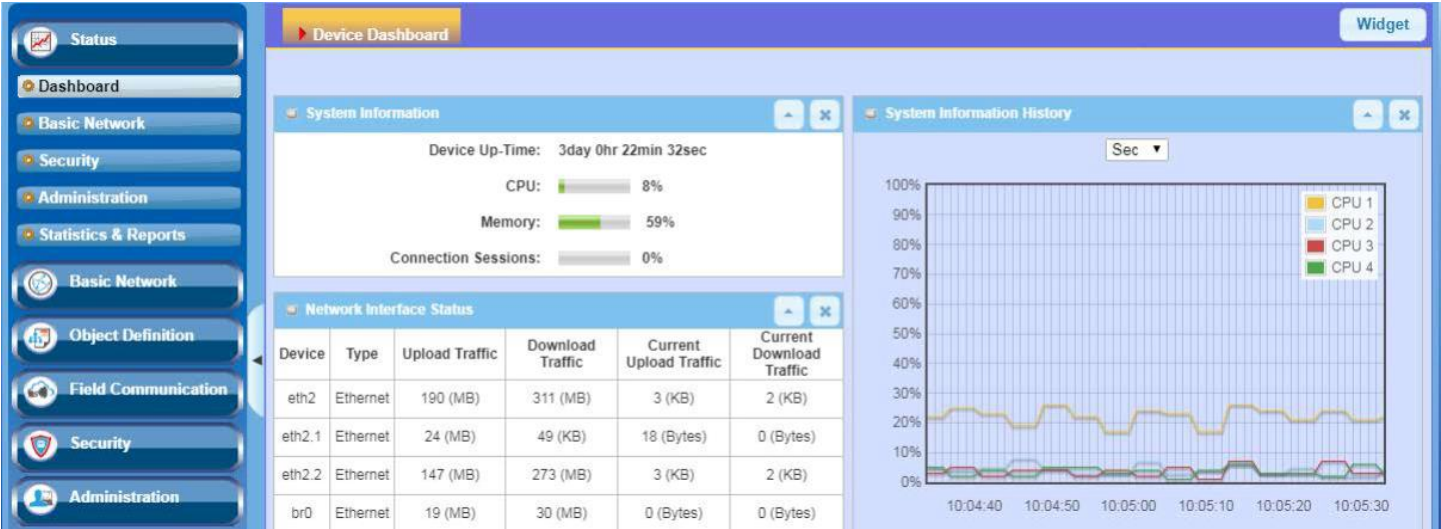 Status
Dashboard
Basic Network
Security
Administration
Statistics & Reports
Basic Network
Object Definition
Field Communication
Security
Administration
Device Dashboard
Widget
System Information
Device Up-Time: 3day 0hr 22min 32sec
CPU: 8%
Memory: 59%
Connection Sessions: 0%
Network Interface Status
Device Type Upload Traffic Download Traffic Current Upload Traffic Current Download Traffic
eth2 Ethernet 190 (MB) 311 (MB) 3 (KB) 2 (KB)
eth2.1 Ethernet 24 (MB) 49 (KB) 18 (Bytes) 0 (Bytes)
eth2.2 Ethernet 147 (MB) 273 (MB) 3 (KB) 2 (KB)
br0 Ethernet 19 (MB) 30 (MB) 0 (Bytes) 0 (Bytes)
System Information History
Sec
100%
90%
80%
70%
60%
50%
40%
30%
20%
10%
0%
CPU 1
CPU 2
CPU 3
CPU 4
10:04:40 10:04:50 10:05:00 10:05:10 10:05:20 10:05:30